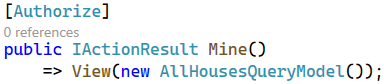 [Authorize]
0 references
public IActionResult Mine()
=> View(new AllHousesQueryModel());